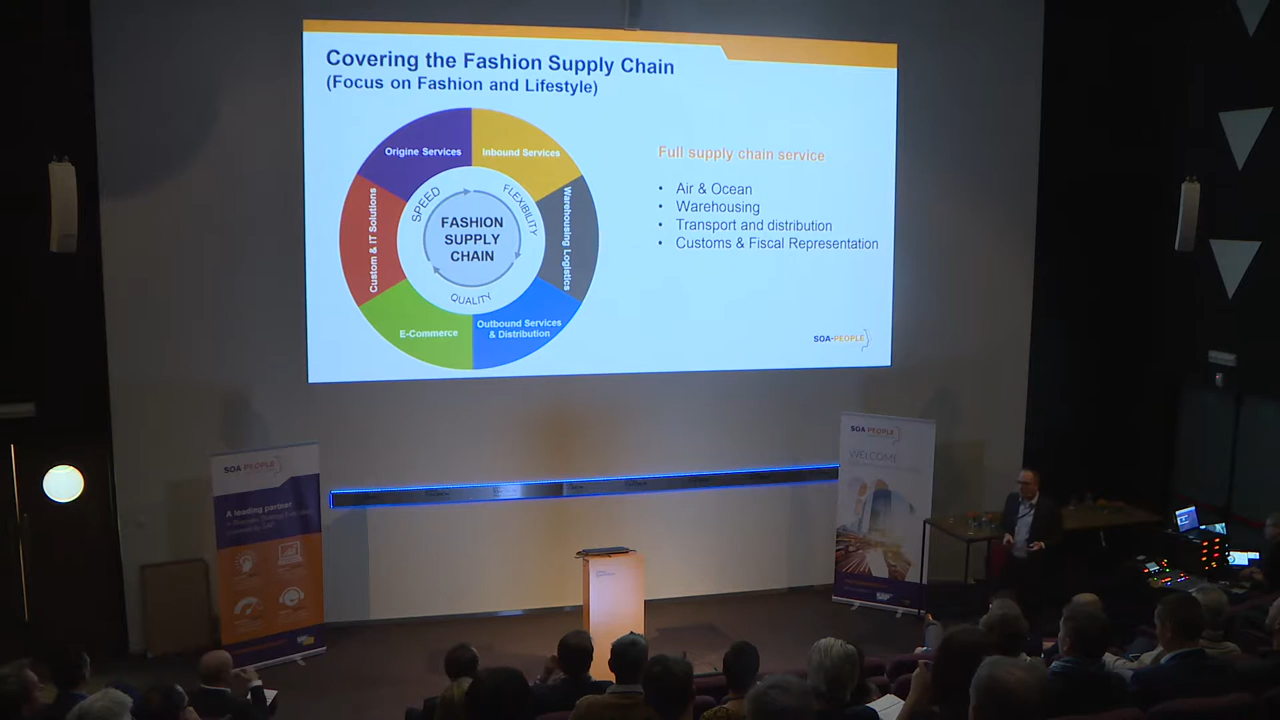 Covering the Fashion Supply Chain
(Focus on Fashion and Lifestyle)
Origine Services
Inbound Services
Warehousing Logistics
Outbound Services
& Distribution
E-Commerce
Custom & IT Solutions
SPEED
FLEXIBILITY
QUALITY
FASHION
SUPPLY
CHAIN
Full supply chain service
• Air & Ocean
• Warehousing
• Transport and distribution
• Customs & Fiscal Representation
SOA PEOPLE
SOA PEOPLE
A leading partner
SOA PEOPLE
WELCOME